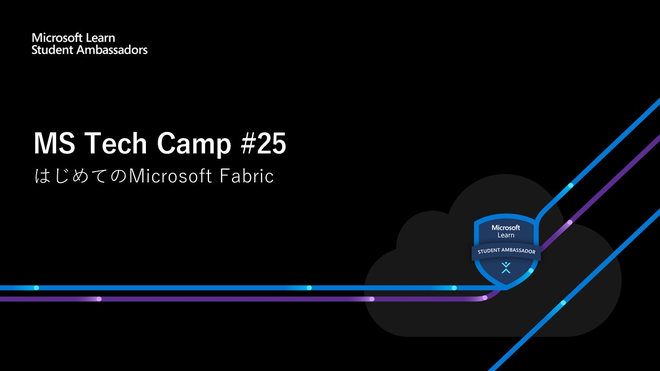 Microsoft Learn
Student Ambassadors
MS Tech Camp #25
はじめてのMicrosoft Fabric
Microsoft
Learn
STUDENT AMBASSADOR